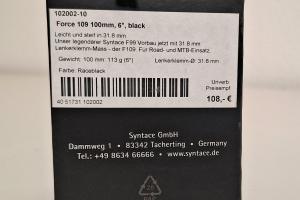 102002-10
Force 109 100mm, 6°, black
Leicht und steif in 31.8 mm
Unser legendärer Syntace F99 Vorbau jetzt mit 31.8 mm
Lenkerklemm-Mass - der F109. Für Road- und MTB-Einsatz.
Gewicht: 100 mm: 113 g (6°) Lenkerklemm-Ø: 31.8 mm
Farbe: Raceblack
Unverb.
Preisempf.
108,- €
40 51731 102002
Syntace GmbH
Dammweg 1 • 83342 Tacherting • Germany
Tel.: +49 8634 66666 • www.syntace.de
PAP